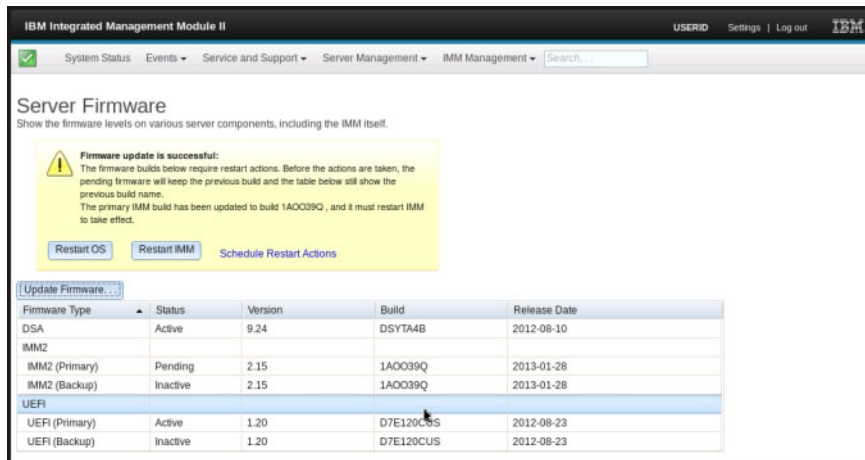 IBM Integrated Management Module II
USERID Settings | Log out IBM
System Status Events Service and Support Server Management IMM Management Search...
Server Firmware
Show the firmware levels on various server components, including the IMM itself.
Firmware update is successful:
The firmware builds below require restart actions. Before the actions are taken, the
pending firmware will keep the previous build and the table below still show the
previous build name.
The primary IMM build has been updated to build 1AOO39Q , and it must restart IMM
to take effect.
Restart OS Restart IMM Schedule Restart Actions
Update Firmware...
Firmware Type Status Version Build Release Date
DSA Active 9.24 DSYTA4B 2012-08-10
IMM2
IMM2 (Primary) Pending 2.15 1AOO39Q 2013-01-28
IMM2 (Backup) Inactive 2.15 1AOO39Q 2013-01-28
UEFI
UEFI (Primary) Active 1.20 D7E120CUS 2012-08-23
UEFI (Backup) Inactive 1.20 D7E120CUS 2012-08-23